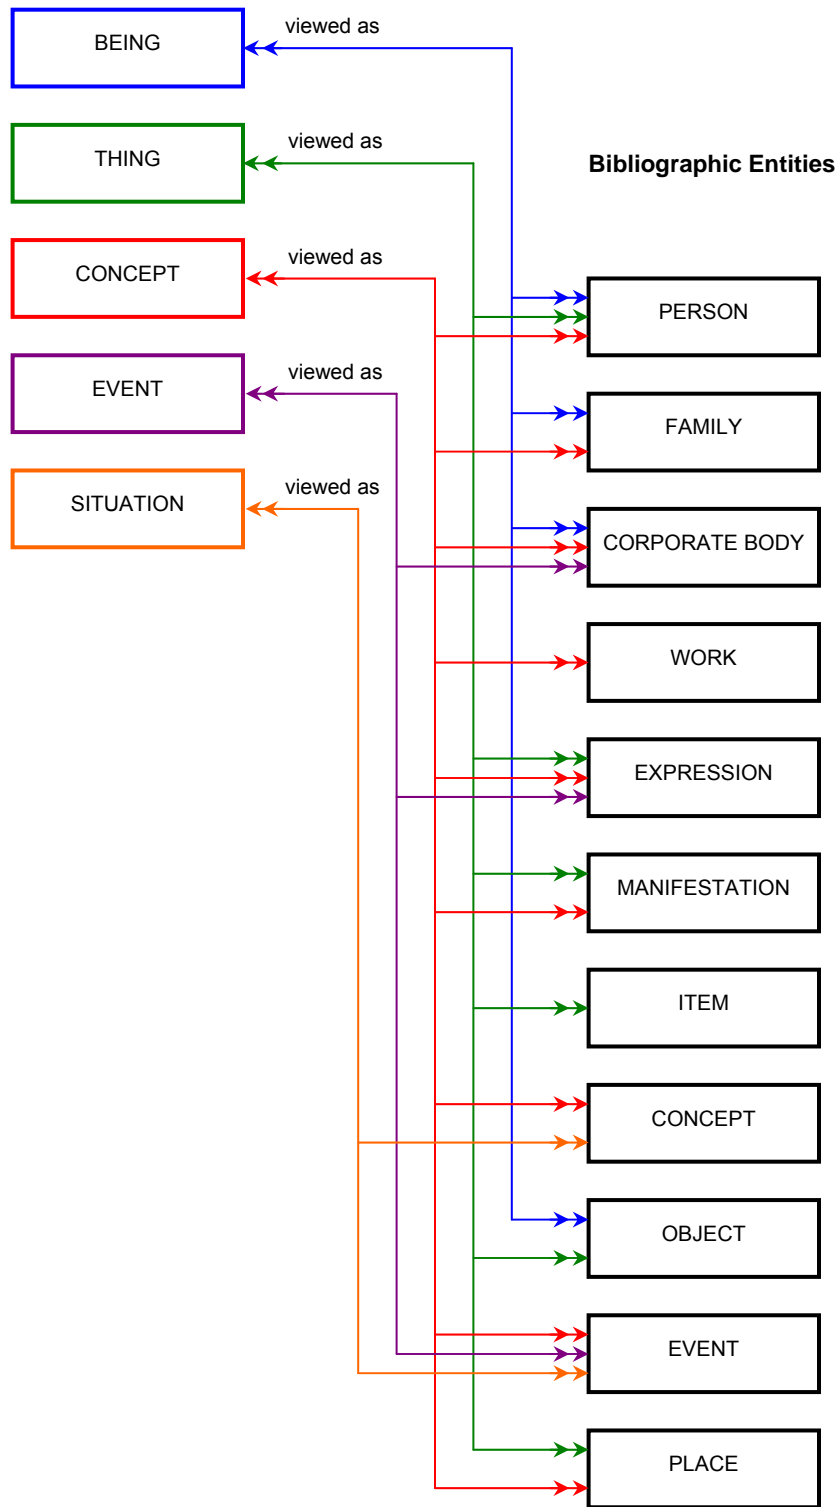 BEING
viewed as
THING
viewed as
Bibliographic Entities
CONCEPT
viewed as
PERSON
EVENT
viewed as
FAMILY
SITUATION
viewed as
CORPORATE BODY
WORK
EXPRESSION
MANIFESTATION
ITEM
CONCEPT
OBJECT
EVENT
PLACE